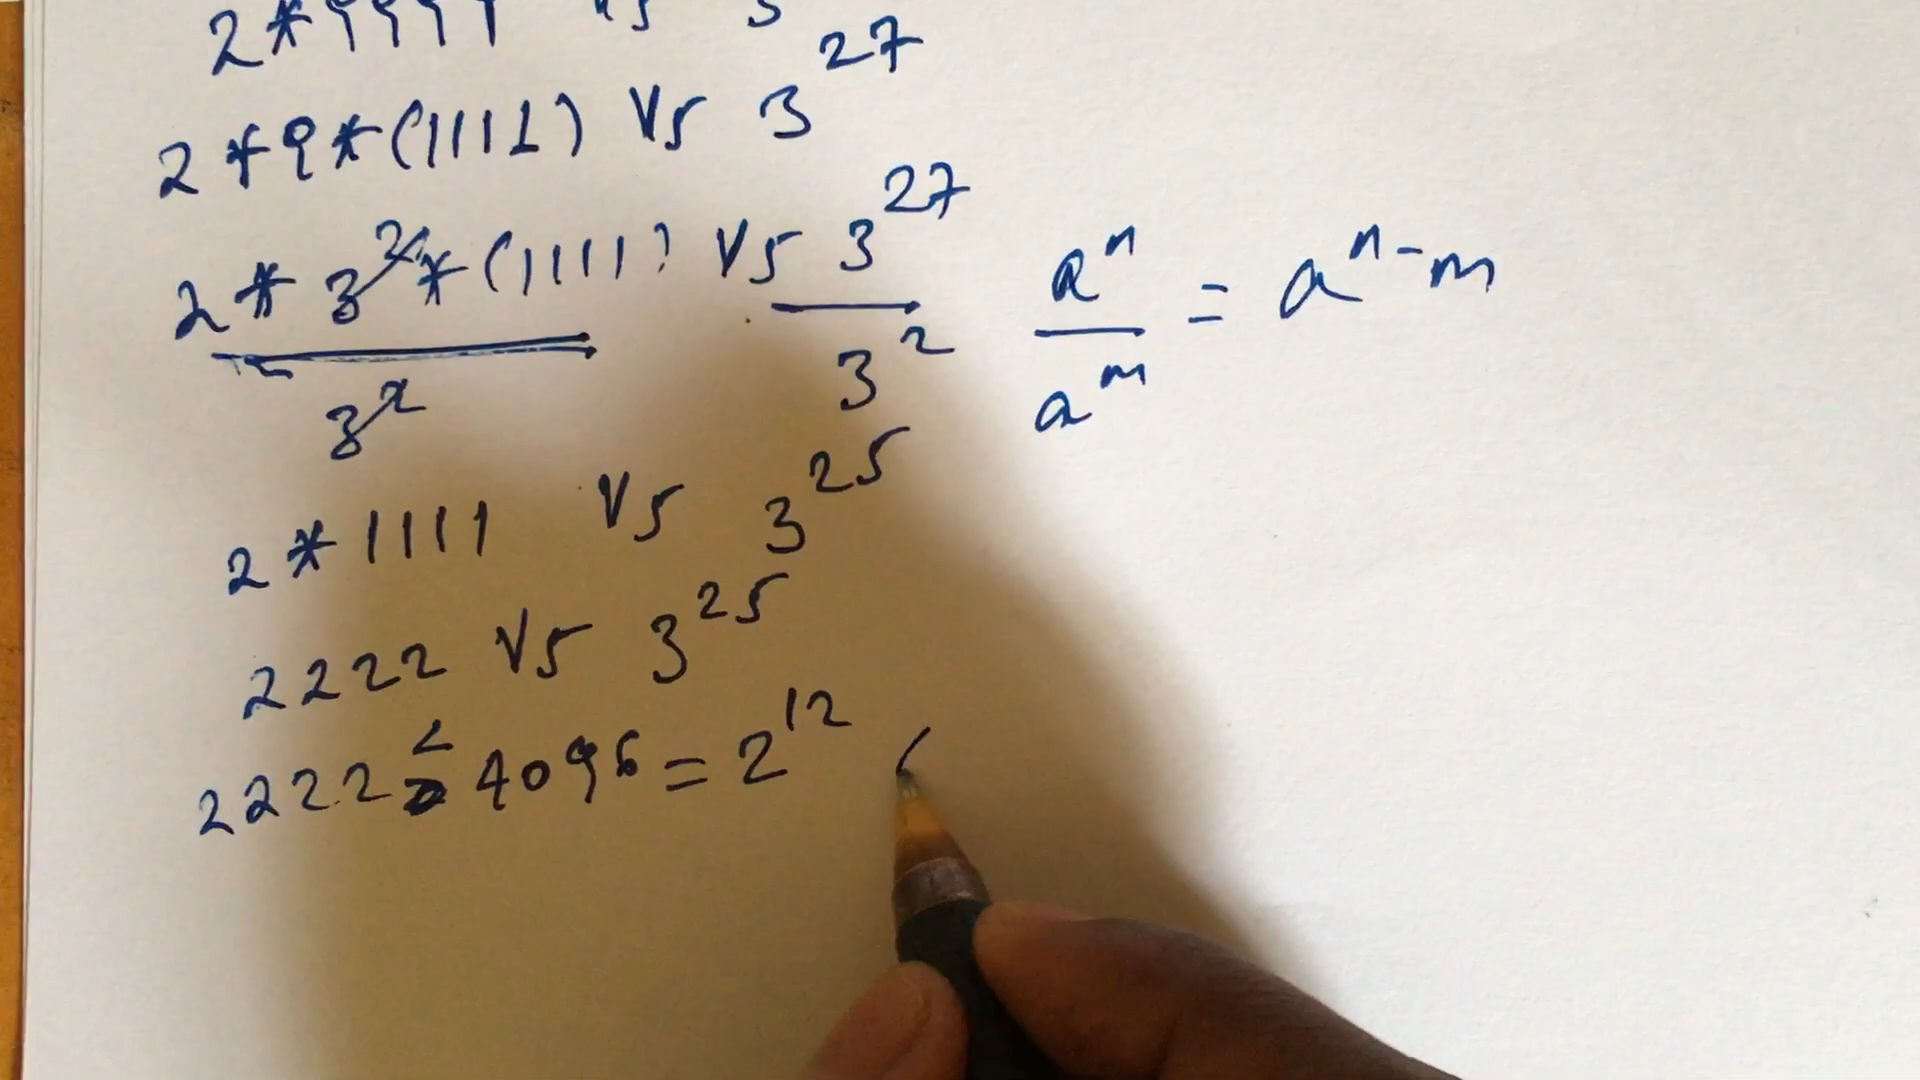 2*9999 Vs 3
2*9*(1111) Vs 3^27
2*3^2*(1111) Vs 3^27
3^2 3^2
a^n / a^m = a^n-m
2*1111 Vs 3^25
2222 Vs 3^25
2222 < 4096 = 2^12 <